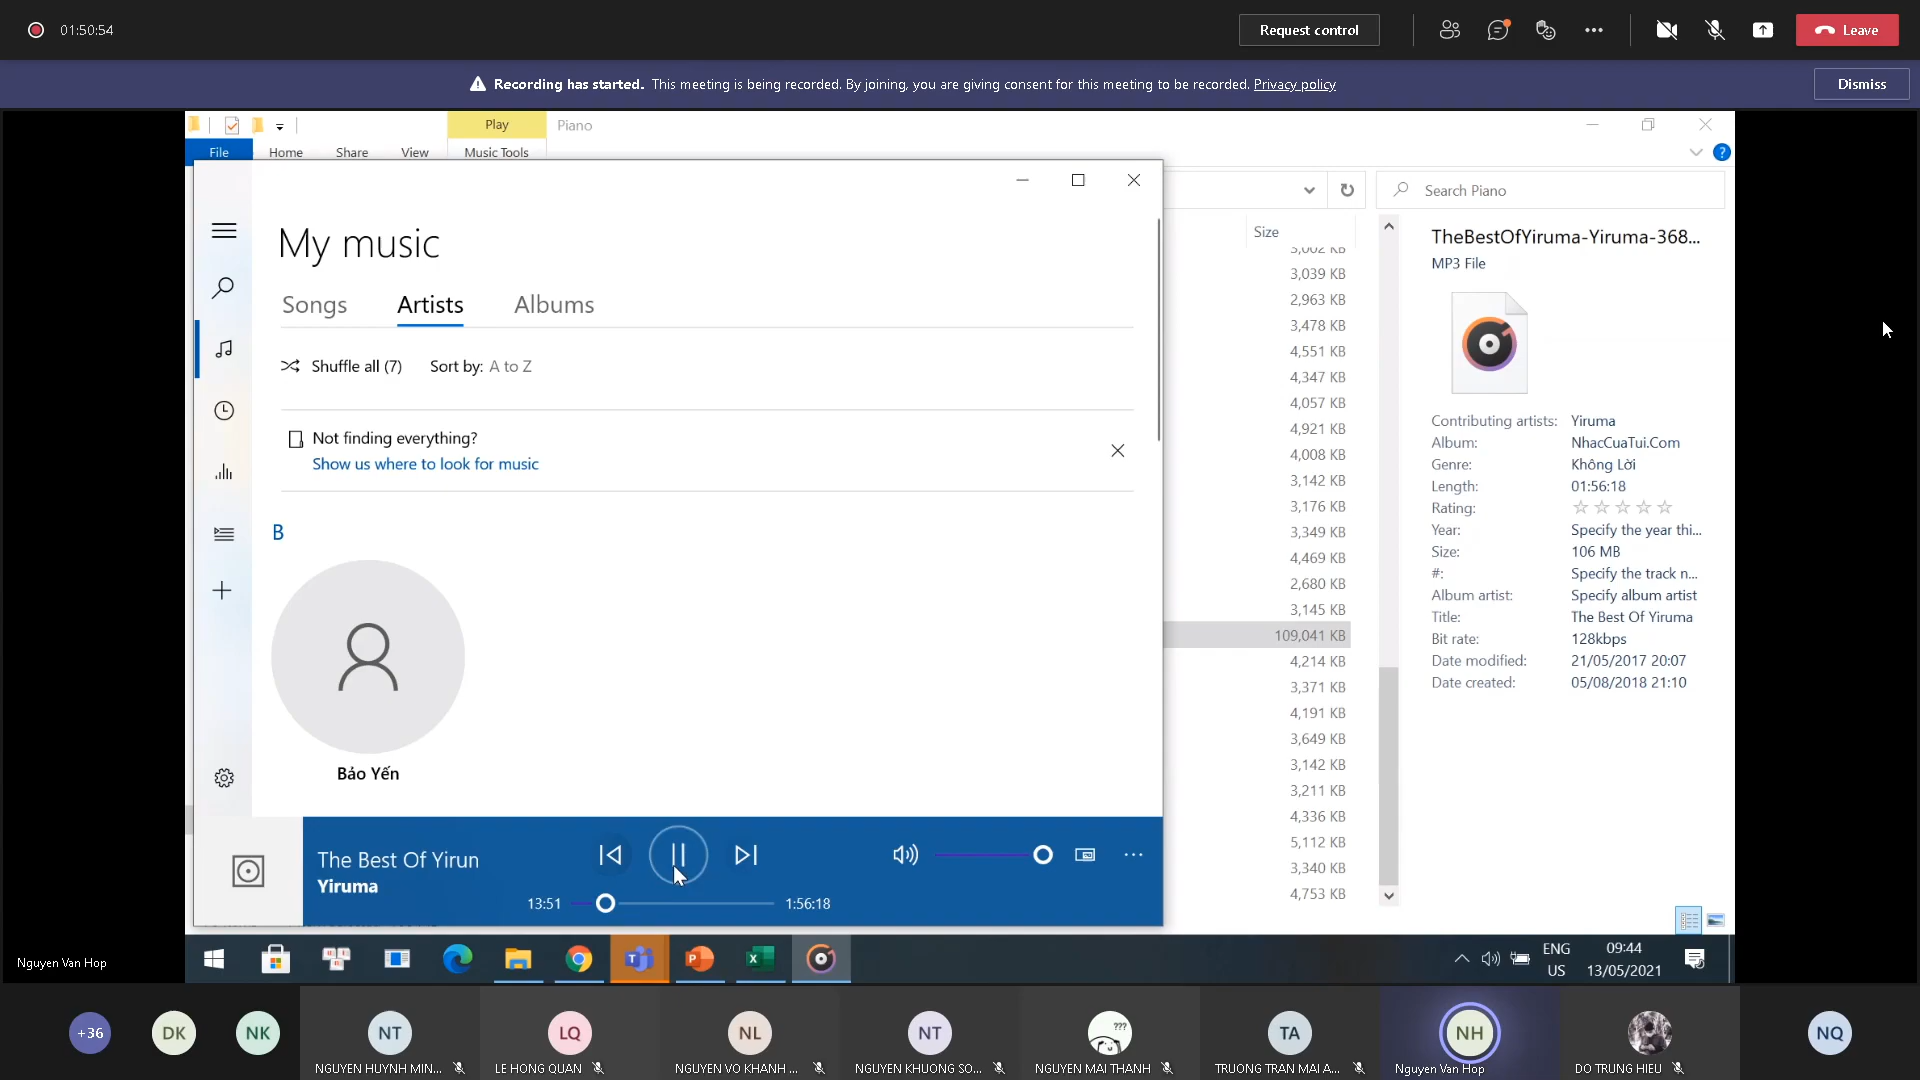 01:50:54
Request control
Leave
Recording has started. This meeting is being recorded. By joining, you are giving consent for this meeting to be recorded. Privacy policy
Dismiss
Play
Piano
File
Home
Share
View
Music Tools
?
Search Piano
My music
Songs
Artists
Albums
Shuffle all (7)
Sort by: A to Z
Not finding everything?
Show us where to look for music
B
Bảo Yến
The Best Of Yirun
Yiruma
13:51
1:56:18
Size
3,002 KB
3,039 KB
2,963 KB
3,478 KB
4,551 KB
4,347 KB
4,057 KB
4,921 KB
4,008 KB
3,142 KB
3,176 KB
3,349 KB
4,469 KB
2,680 KB
3,145 KB
109,041 KB
4,214 KB
3,371 KB
4,191 KB
3,649 KB
3,142 KB
3,211 KB
4,336 KB
5,112 KB
3,340 KB
4,753 KB
TheBestOfYiruma-Yiruma-368...
MP3 File
Contributing artists: Yiruma
Album: NhacCuaTui.Com
Genre: Không Lời
Length: 01:56:18
Rating:
Year: Specify the year thi...
Size: 106 MB
#: Specify the track n...
Album artist: Specify album artist
Title: The Best Of Yiruma
Bit rate: 128kbps
Date modified: 21/05/2017 20:07
Date created: 05/08/2018 21:10
ENG
US
09:44
13/05/2021
Nguyen Van Hop
+36
DK
NK
NT
NGUYEN HUYNH MIN...
LQ
LE HONG QUAN
NL
NGUYEN VO KHANH ...
NT
NGUYEN KHUONG SO...
???
NGUYEN MAI THANH
TA
TRUONG TRAN MAI A...
NH
Nguyen Van Hop
DO TRUNG HIEU
NQ